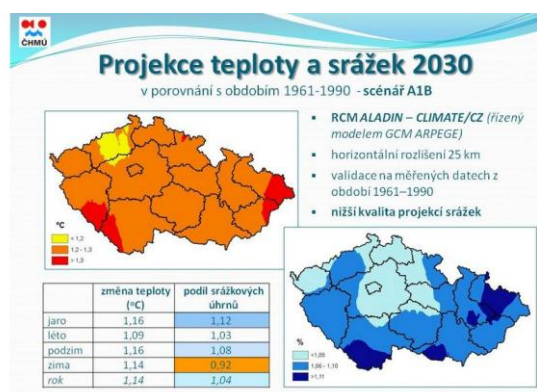 ČHMÚ
Projekce teploty a srážek 2030
v porovnání s obdobím 1961-1990 - scénář A1B
RCM ALADIN – CLIMATE/CZ (řízený
modelem GCM ARPEGE)
horizontální rozlišení 25 km
validace na měřených datech z
období 1961–1990
nižší kvalita projekcí srážek
°C
< 1,2
1,2 - 1,3
> 1,3
změna teploty
(°C)
podíl srážkových
úhrnů
jaro 1,16 1,12
léto 1,09 1,03
podzim 1,16 1,08
zima 1,14 0,92
rok 1,14 1,04
%
<1,05
1,06 - 1,10
>1,11